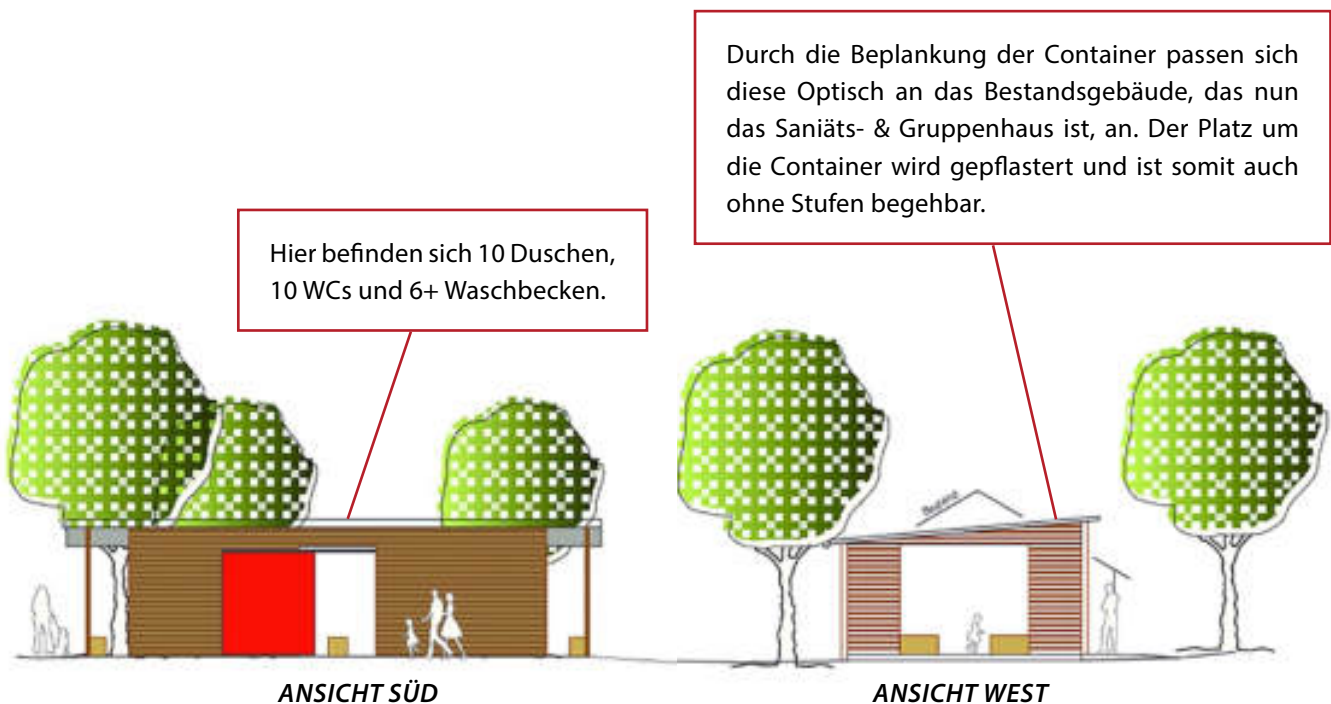 Durch die Beplankung der Container passen sich
diese Optisch an das Bestandsgebäude, das nun
das Saniäts- & Gruppenhaus ist, an. Der Platz um
die Container wird gepflastert und ist somit auch
ohne Stufen begehbar.
Hier befinden sich 10 Duschen,
10 WCs und 6+ Waschbecken.
Bestand
ANSICHT SÜD
ANSICHT WEST